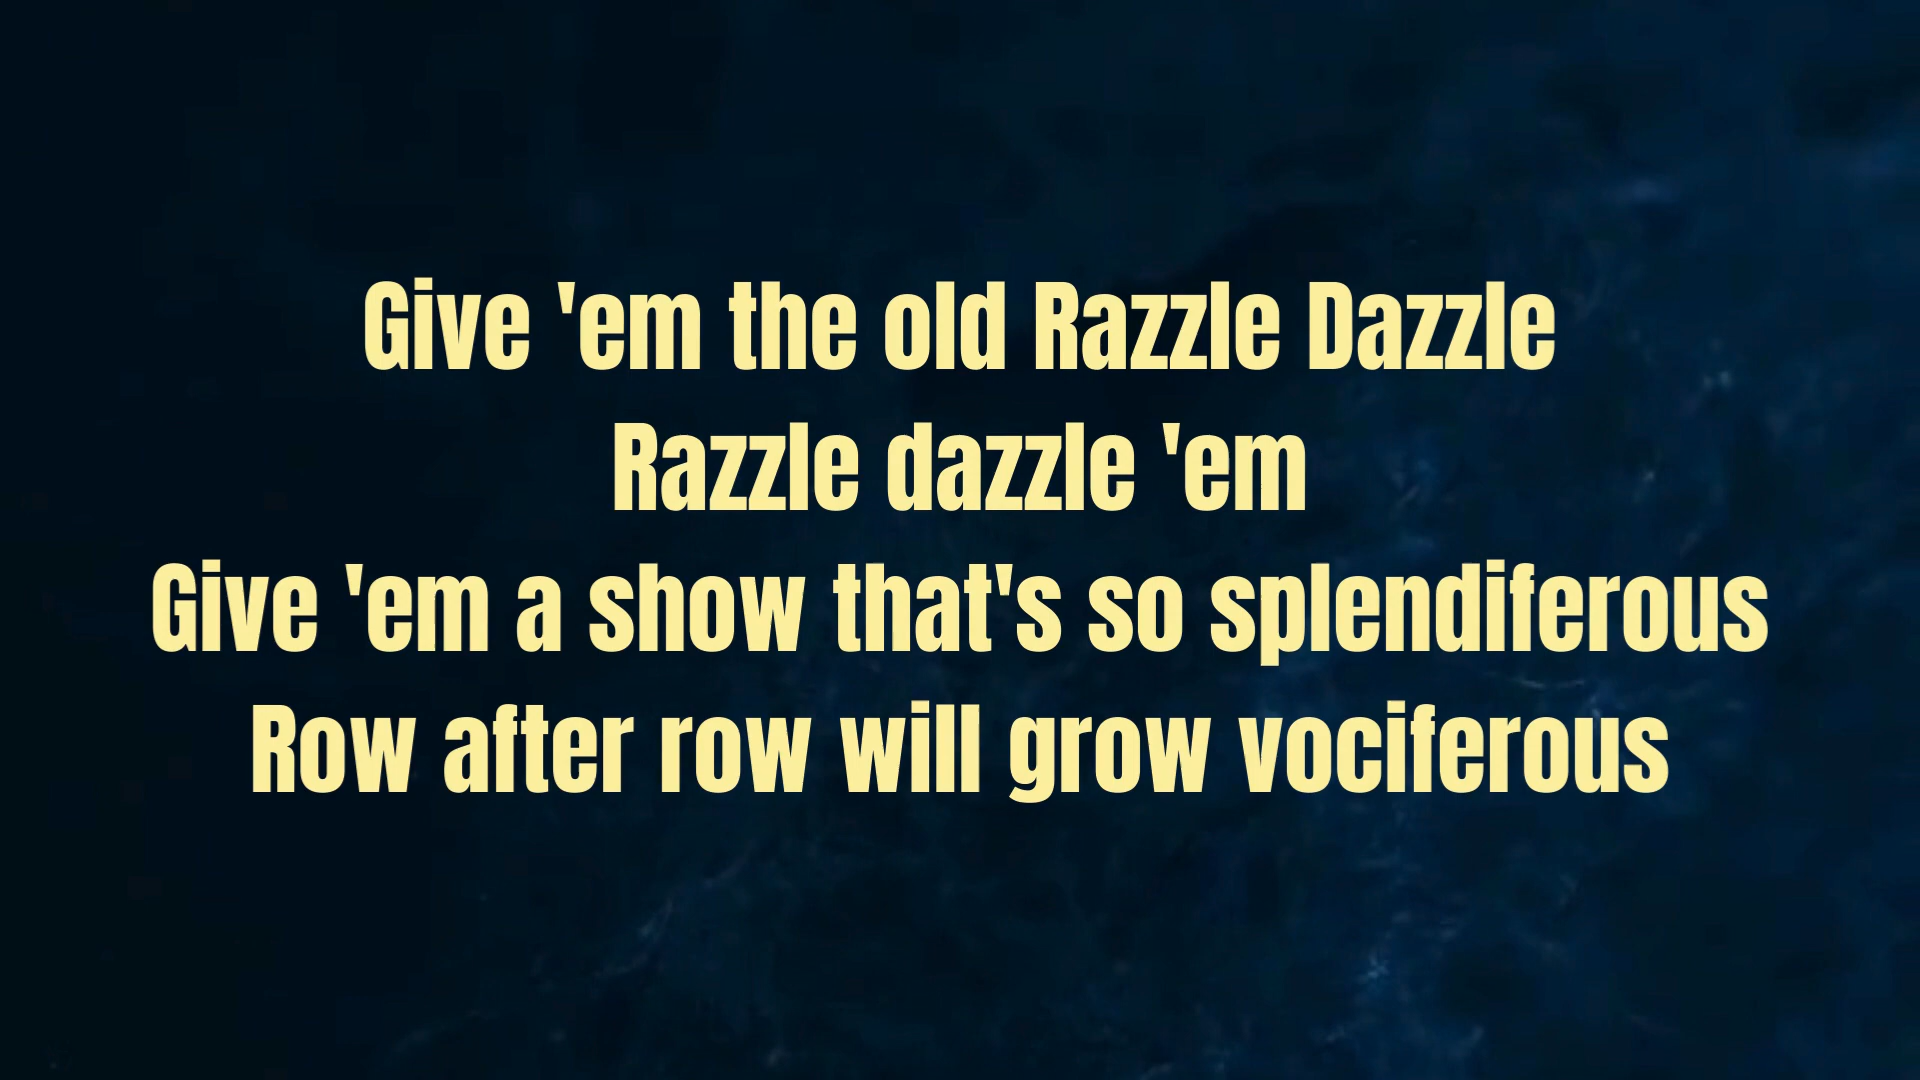 Give 'em the old Razzle Dazzle
Razzle dazzle 'em
Give 'em a show that's so splendiferous
Row after row will grow vociferous